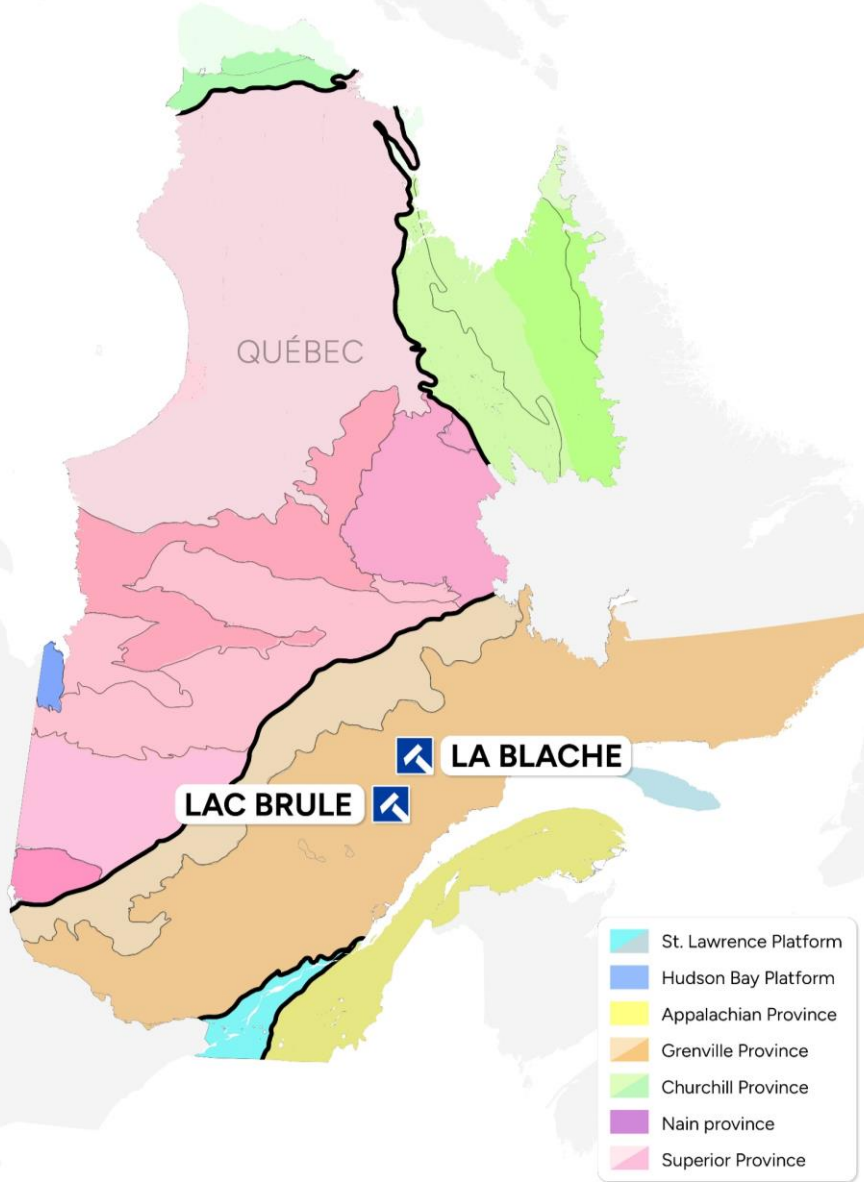 QUÉBEC
LA BLACHE
LAC BRULE
St. Lawrence Platform
Hudson Bay Platform
Appalachian Province
Grenville Province
Churchill Province
Nain province
Superior Province